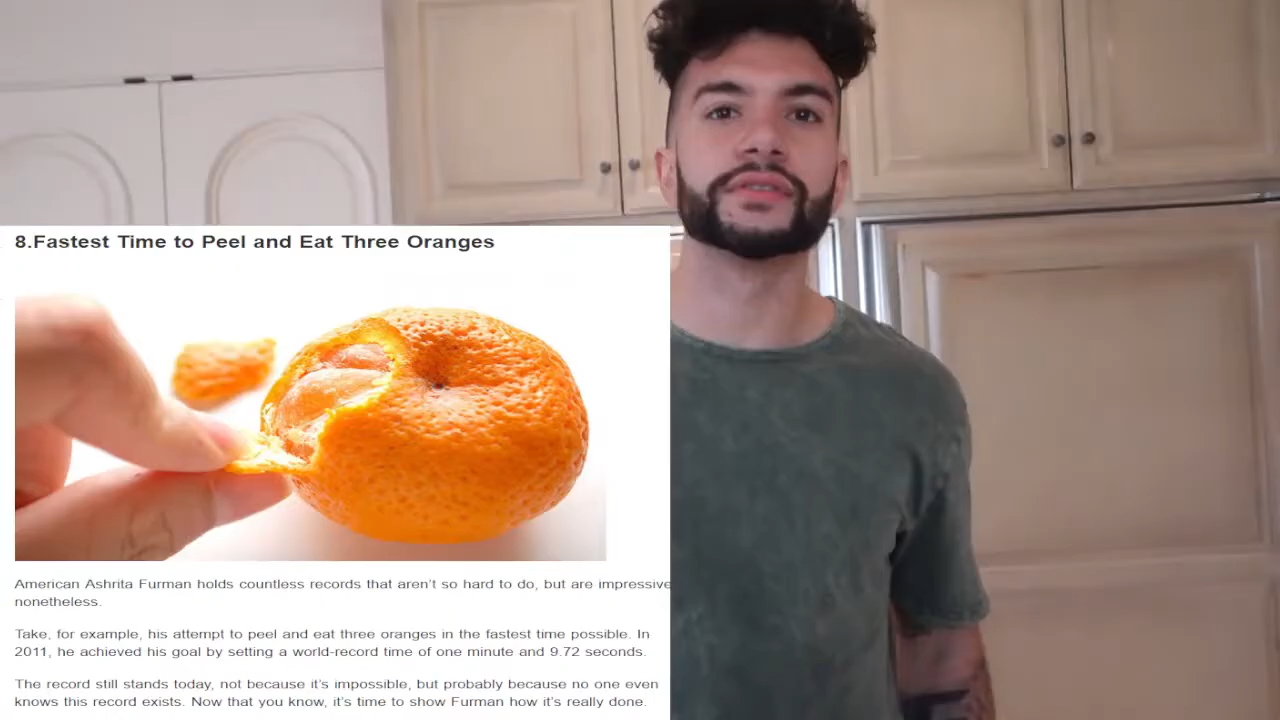 8.Fastest Time to Peel and Eat Three Oranges
American Ashrita Furman holds countless records that aren’t so hard to do, but are impressive
nonetheless.
Take, for example, his attempt to peel and eat three oranges in the fastest time possible. In
2011, he achieved his goal by setting a world-record time of one minute and 9.72 seconds.
The record still stands today, not because it’s impossible, but probably because no one even
knows this record exists. Now that you know, it’s time to show Furman how it’s really done.